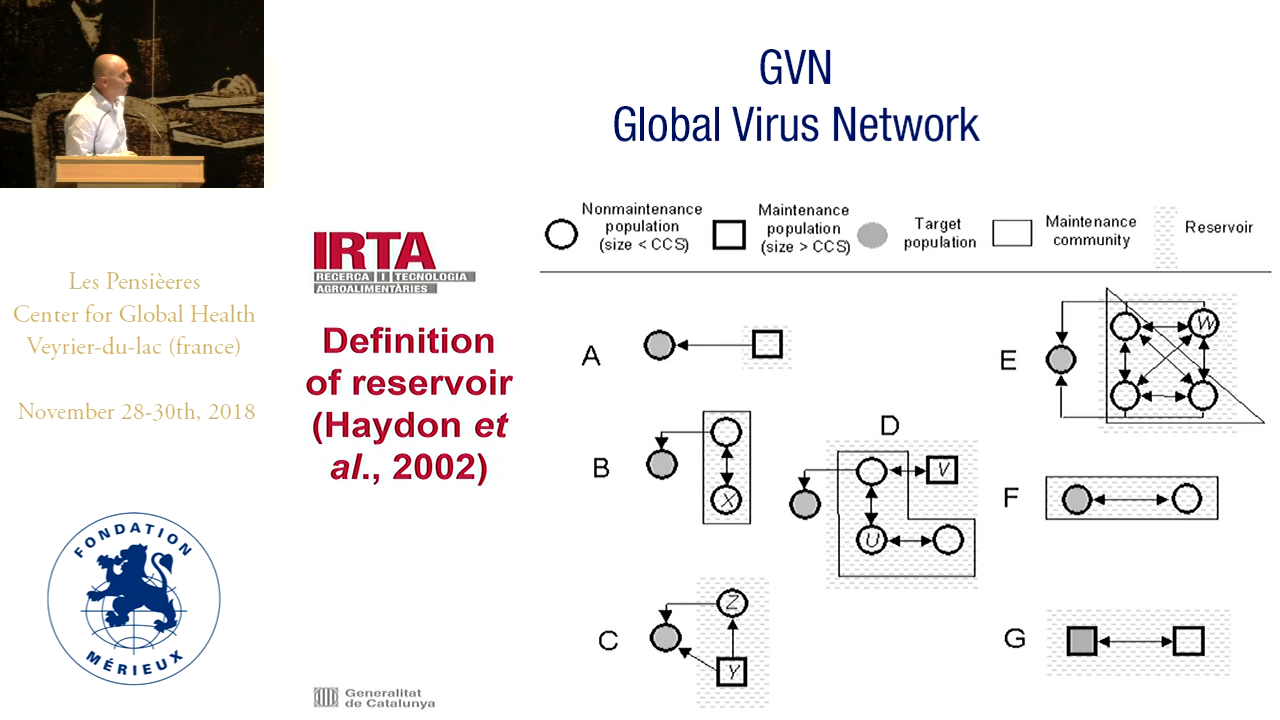 GVN
Global Virus Network
Les Pensièeres
Center for Global Health
Veyrier-du-lac (france)
November 28-30th, 2018
FONDATION
MÉRIEUX
IRTA
RECERCA I TECNOLOGIA
AGROALIMENTÀRIES
Definition
of reservoir
(Haydon et
al., 2002)
Generalitat
de Catalunya
Nonmaintenance
population
(size < CCS)
Maintenance
population
(size > CCS)
Target
population
Maintenance
community
Reservoir
A
B
X
C
Z
Y
D
V
U
E
W
F
G